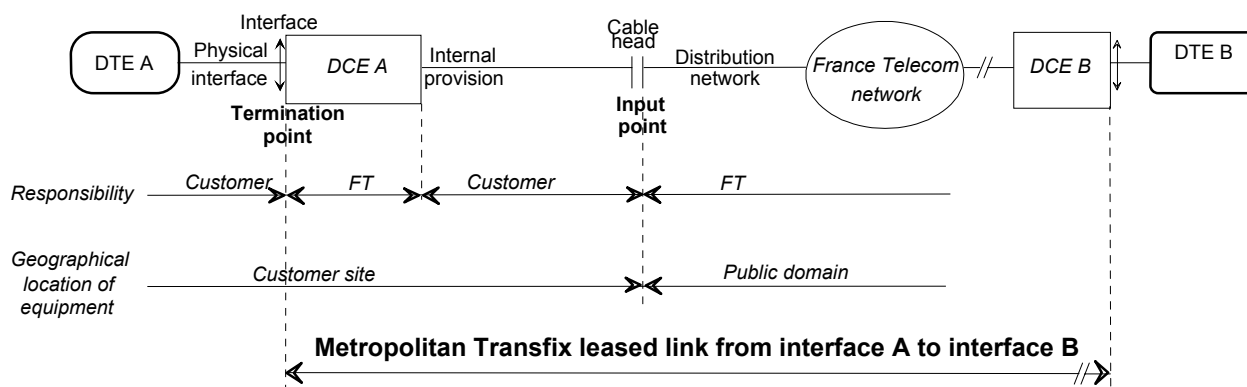 Interface
DTE A
Physical
interface
DCE A
Internal
provision
Cable
head
Distribution
network
France Telecom
network
DCE B
DTE B
Termination
point
Input
point
Responsibility
Customer
FT
Customer
FT
Geographical
location of
equipment
Customer site
Public domain
Metropolitan Transfix leased link from interface A to interface B